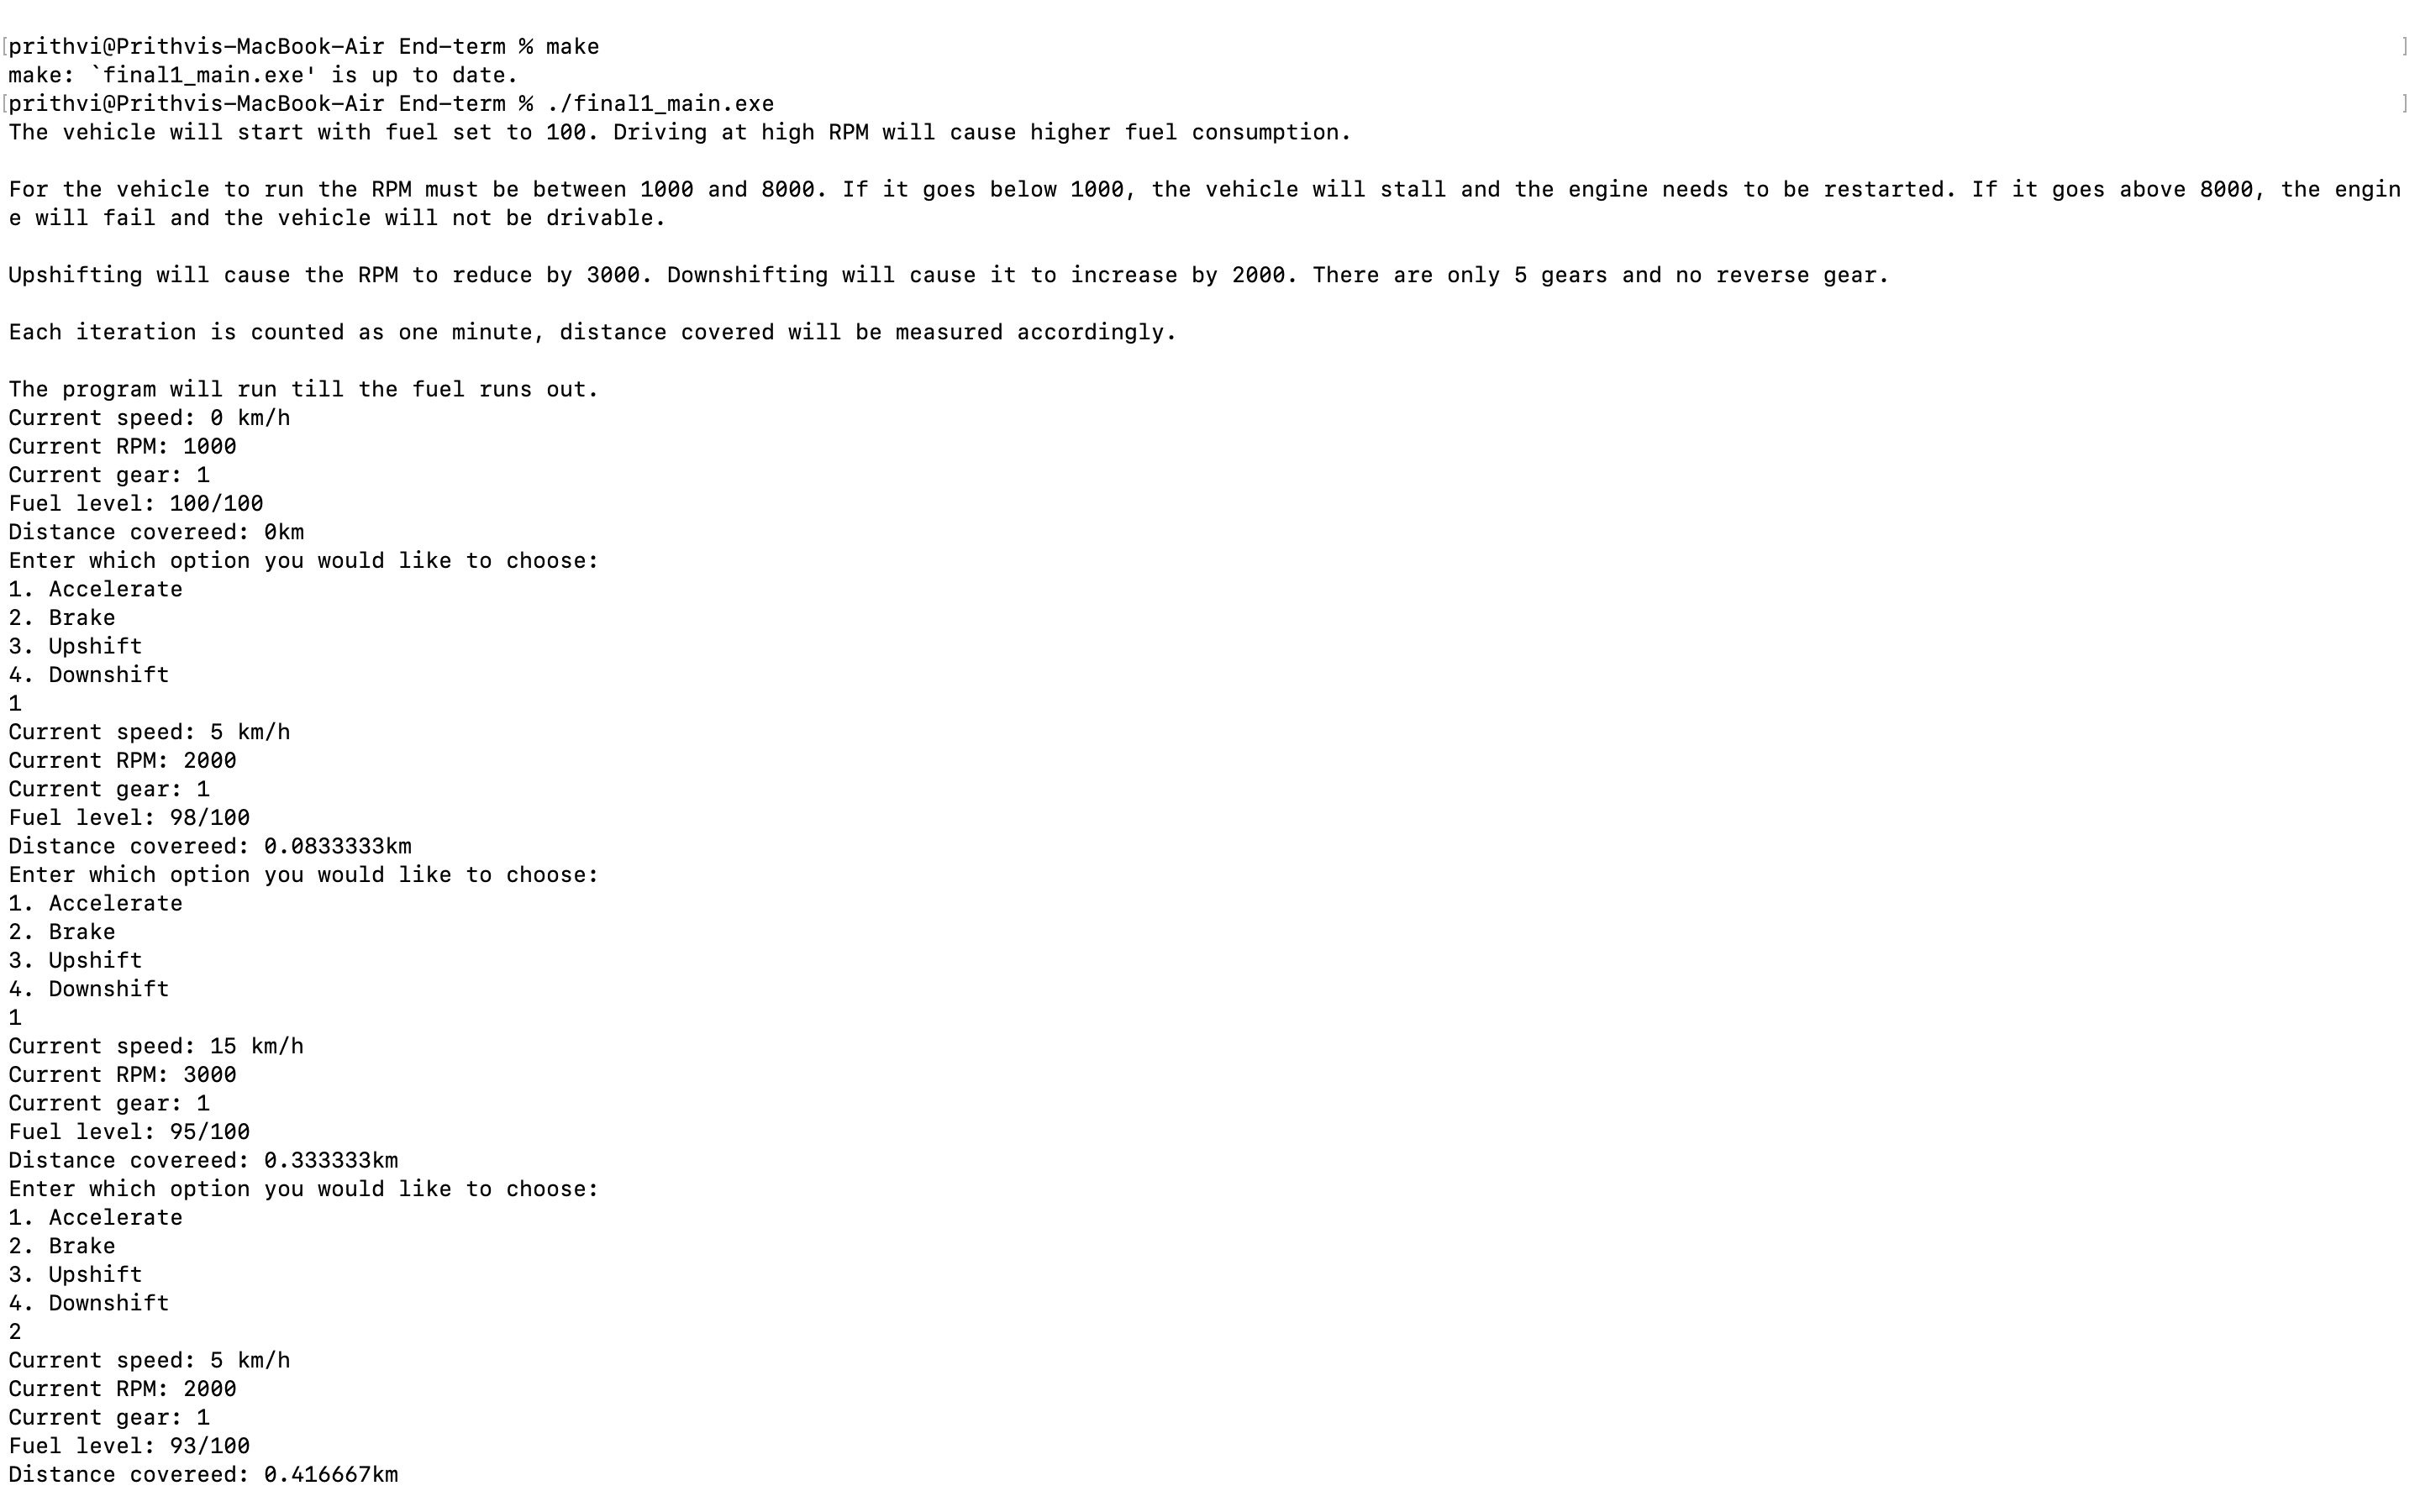 [prithvi@Prithvis-MacBook-Air End-term % make ]
make: `final1_main.exe' is up to date.
[prithvi@Prithvis-MacBook-Air End-term % ./final1_main.exe ]
The vehicle will start with fuel set to 100. Driving at high RPM will cause higher fuel consumption.
For the vehicle to run the RPM must be between 1000 and 8000. If it goes below 1000, the vehicle will stall and the engine needs to be restarted. If it goes above 8000, the engin
e will fail and the vehicle will not be drivable.
Upshifting will cause the RPM to reduce by 3000. Downshifting will cause it to increase by 2000. There are only 5 gears and no reverse gear.
Each iteration is counted as one minute, distance covered will be measured accordingly.
The program will run till the fuel runs out.
Current speed: 0 km/h
Current RPM: 1000
Current gear: 1
Fuel level: 100/100
Distance covereed: 0km
Enter which option you would like to choose:
1. Accelerate
2. Brake
3. Upshift
4. Downshift
1
Current speed: 5 km/h
Current RPM: 2000
Current gear: 1
Fuel level: 98/100
Distance covereed: 0.0833333km
Enter which option you would like to choose:
1. Accelerate
2. Brake
3. Upshift
4. Downshift
1
Current speed: 15 km/h
Current RPM: 3000
Current gear: 1
Fuel level: 95/100
Distance covereed: 0.333333km
Enter which option you would like to choose:
1. Accelerate
2. Brake
3. Upshift
4. Downshift
2
Current speed: 5 km/h
Current RPM: 2000
Current gear: 1
Fuel level: 93/100
Distance covereed: 0.416667km